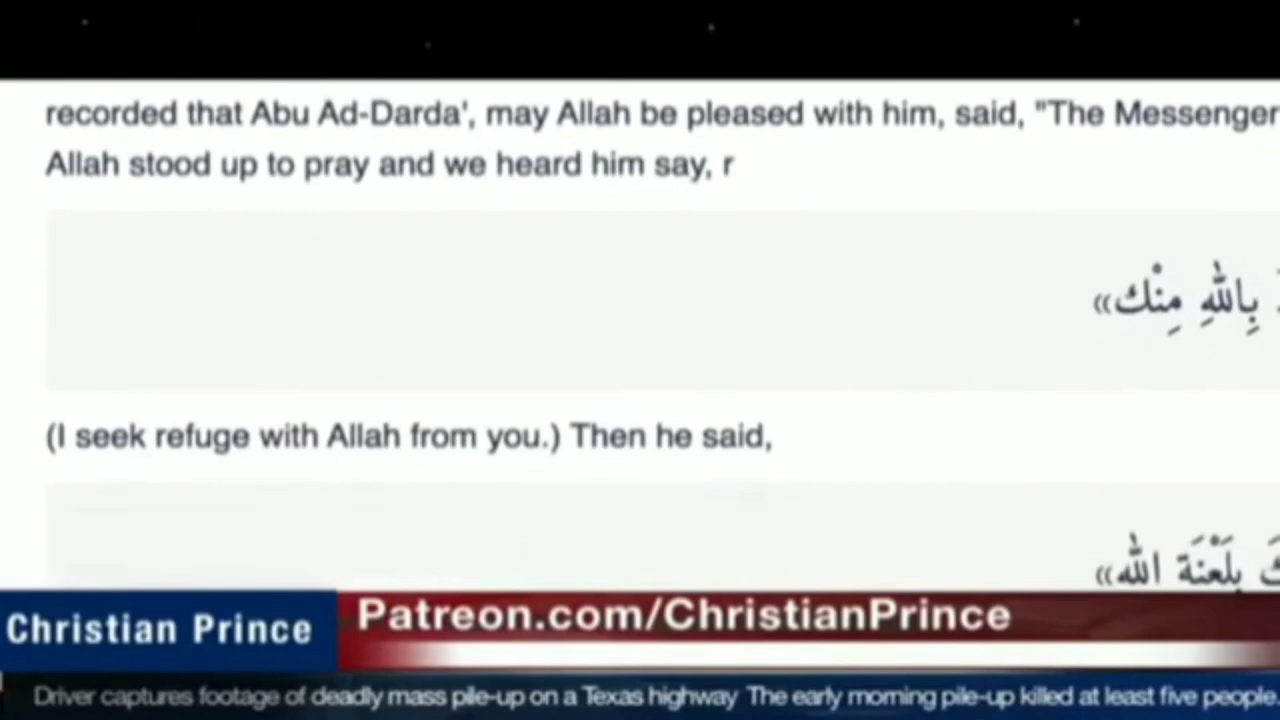 recorded that Abu Ad-Darda', may Allah be pleased with him, said, "The Messenger
Allah stood up to pray and we heard him say, r
بِاللهِ مِنْك»
(I seek refuge with Allah from you.) Then he said,
بِلَعْنَة الله»
Christian Prince
Patreon.com/ChristianPrince
Driver captures footage of deadly mass pile-up on a Texas highway The early morning pile-up killed at least five people